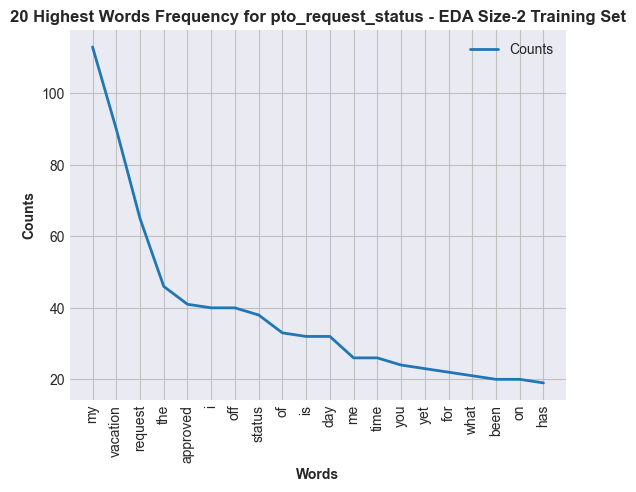 20 Highest Words Frequency for pto_request_status - EDA Size-2 Training Set
Counts
Counts
100
80
60
40
20
my
vacation
request
the
approved
i
off
status
of
is
day
me
time
you
yet
for
what
been
on
has
Words